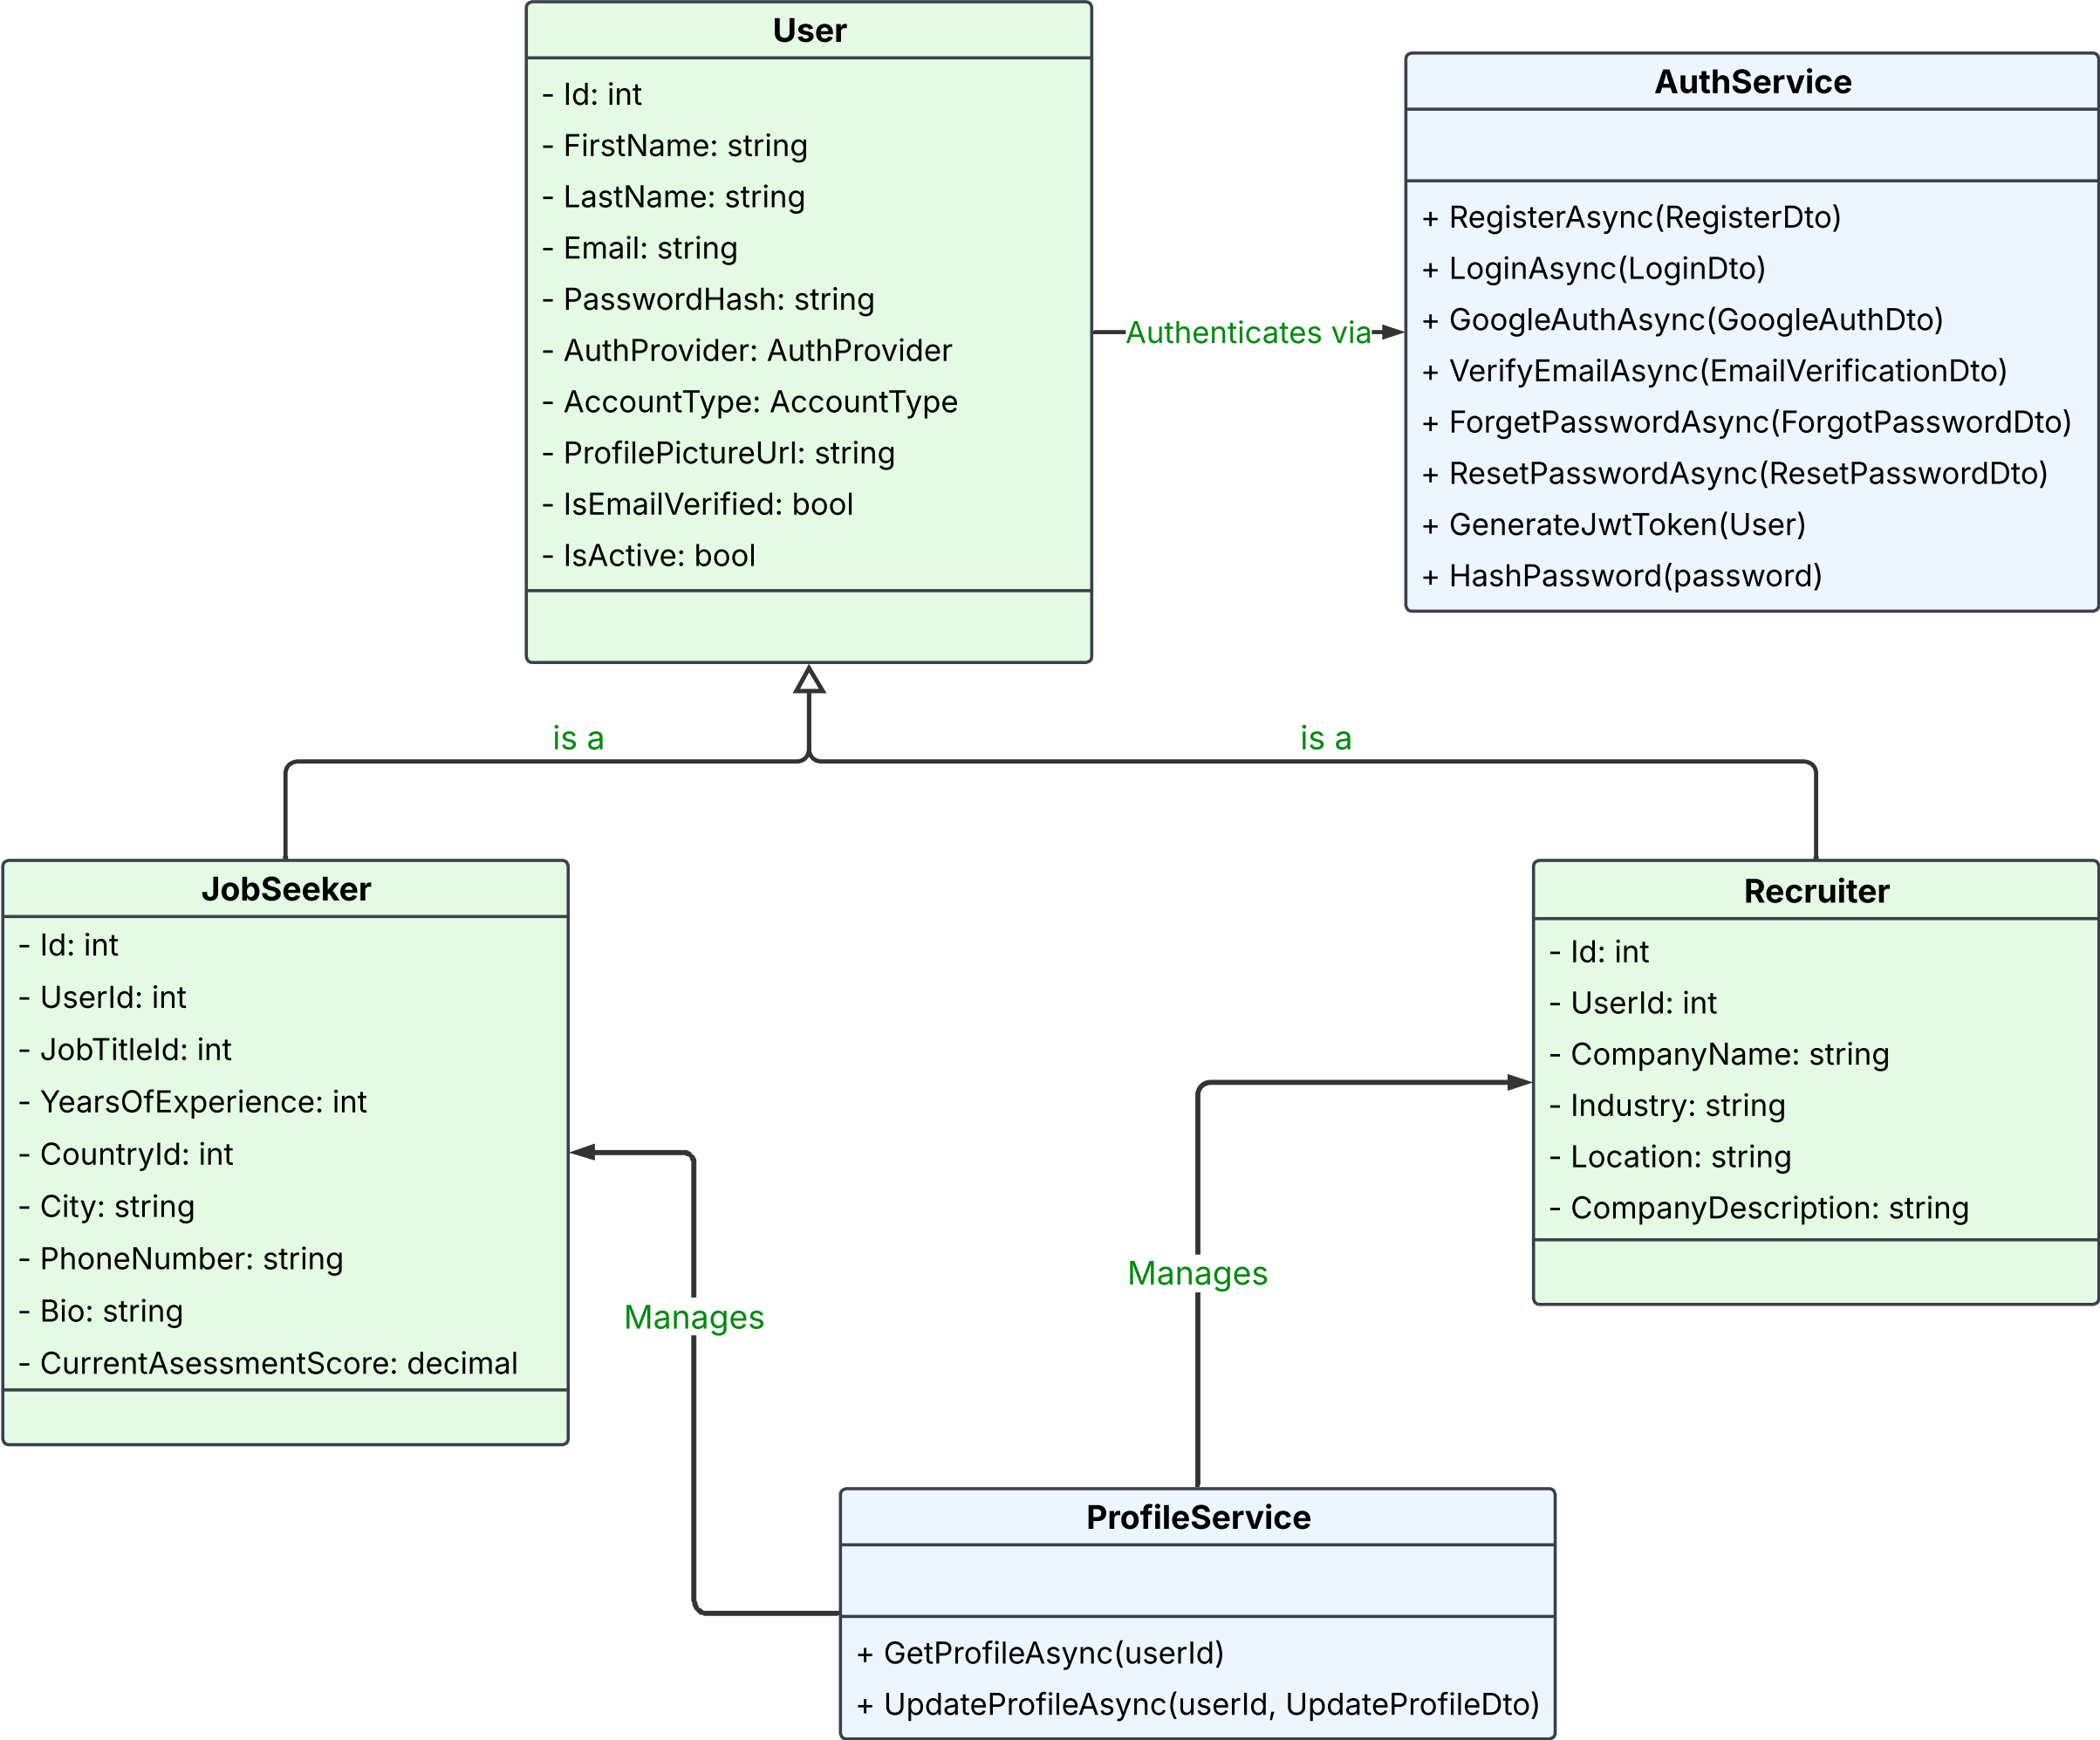 User
- Id: int
- FirstName: string
- LastName: string
- Email: string
- PasswordHash: string
- AuthProvider: AuthProvider
- AccountType: AccountType
- ProfilePictureUrl: string
- IsEmailVerified: bool
- IsActive: bool
Authenticates via
AuthService
+ RegisterAsync(RegisterDto)
+ LoginAsync(LoginDto)
+ GoogleAuthAsync(GoogleAuthDto)
+ VerifyEmailAsync(EmailVerificationDto)
+ ForgetPasswordAsync(ForgotPasswordDto)
+ ResetPasswordAsync(ResetPasswordDto)
+ GenerateJwtToken(User)
+ HashPassword(password)
is a
is a
JobSeeker
- Id: int
- UserId: int
- JobTitleId: int
- YearsOfExperience: int
- CountryId: int
- City: string
- PhoneNumber: string
- Bio: string
- CurrentAsessmentScore: decimal
Recruiter
- Id: int
- UserId: int
- CompanyName: string
- Industry: string
- Location: string
- CompanyDescription: string
Manages
Manages
ProfileService
+ GetProfileAsync(userId)
+ UpdateProfileAsync(userId, UpdateProfileDto)